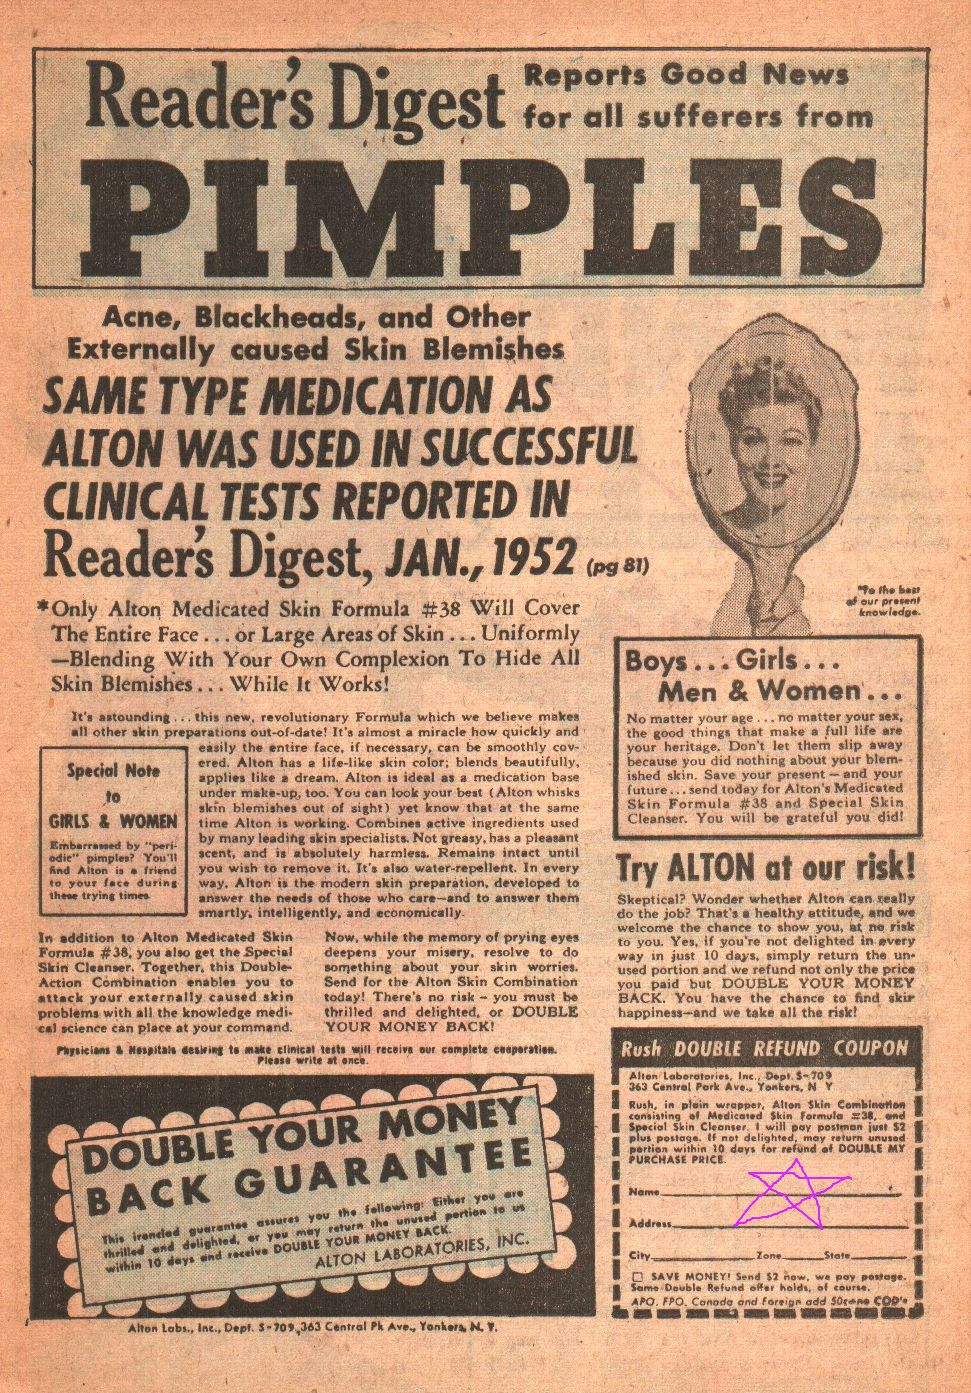 Reader's Digest Reports Good News
for all sufferers from
PIMPLES
Acne, Blackheads, and Other
Externally caused Skin Blemishes
SAME TYPE MEDICATION AS
ALTON WAS USED IN SUCCESSFUL
CLINICAL TESTS REPORTED IN
Reader's Digest, JAN., 1952 (pg 81)
*Only Alton Medicated Skin Formula #38 Will Cover
The Entire Face . . . or Large Areas of Skin . . . Uniformly
—Blending With Your Own Complexion To Hide All
Skin Blemishes . . . While It Works!
It's astounding . . . this new, revolutionary Formula which we believe makes
all other skin preparations out-of-date! It's almost a miracle how quickly and
easily the entire face, if necessary, can be smoothly cov-
ered. Alton has a life-like skin color; blends beautifully,
applies like a dream. Alton is ideal as a medication base
under make-up, too. You can look your best (Alton whisks
skin blemishes out of sight) yet know that at the same
time Alton is working. Combines active ingredients used
by many leading skin specialists. Not greasy, has a pleasant
scent, and is absolutely harmless. Remains intact until
you wish to remove it. It's also water-repellent. In every
way, Alton is the modern skin preparation, developed to
answer the needs of those who care—and to answer them
smartly, intelligently, and economically.
Special Note
to
GIRLS & WOMEN
Embarrassed by "peri-
odic" pimples? You'll
find Alton is a friend
to your face during
these trying times.
In addition to Alton Medicated Skin
Formula #38, you also get the Special
Skin Cleanser. Together, this Double-
Action Combination enables you to
attack your externally caused skin
problems with all the knowledge medi-
cal science can place at your command.
Now, while the memory of prying eyes
deepens your misery, resolve to do
something about your skin worries.
Send for the Alton Skin Combination
today! There's no risk – you must be
thrilled and delighted, or DOUBLE
YOUR MONEY BACK!
Physicians & Hospitals desiring to make clinical tests will receive our complete cooperation.
Please write at once.
DOUBLE YOUR MONEY
BACK GUARANTEE
This ironclad guarantee assures you the following: Either you are
thrilled and delighted, or you may return the unused portion to us
within 10 days and receive DOUBLE YOUR MONEY BACK.
ALTON LABORATORIES, INC.
Alton Labs., Inc., Dept. S-709, 363 Central Pk Ave., Yonkers, N. Y.
*To the best
of our present
knowledge.
Boys . . . Girls . . .
Men & Women . . .
No matter your age . . . no matter your sex,
the good things that make a full life are
your heritage. Don't let them slip away
because you did nothing about your blem-
ished skin. Save your present – and your
future . . . send today for Alton's Medicated
Skin Formula #38 and Special Skin
Cleanser. You will be grateful you did!
Try ALTON at our risk!
Skeptical? Wonder whether Alton can really
do the job? That's a healthy attitude, and we
welcome the chance to show you, at no risk
to you. Yes, if you're not delighted in every
way in just 10 days, simply return the un-
used portion and we refund not only the price
you paid but DOUBLE YOUR MONEY
BACK. You have the chance to find skin
happiness—and we take all the risk!
Rush DOUBLE REFUND COUPON
Alton Laboratories, Inc., Dept. S-709
363 Central Park Ave., Yonkers, N Y
Rush, in plain wrapper, Alton Skin Combination
consisting of Medicated Skin Formula #38, and
Special Skin Cleanser. I will pay postman just $2
plus postage. If not delighted, may return unused
portion within 10 days for refund of DOUBLE MY
PURCHASE PRICE.
Name
Address
City Zone State
☐ SAVE MONEY! Send $2 now, we pay postage.
Same Double Refund offer holds, of course.
APO, FPO, Canada and Foreign add 50c—no COD's